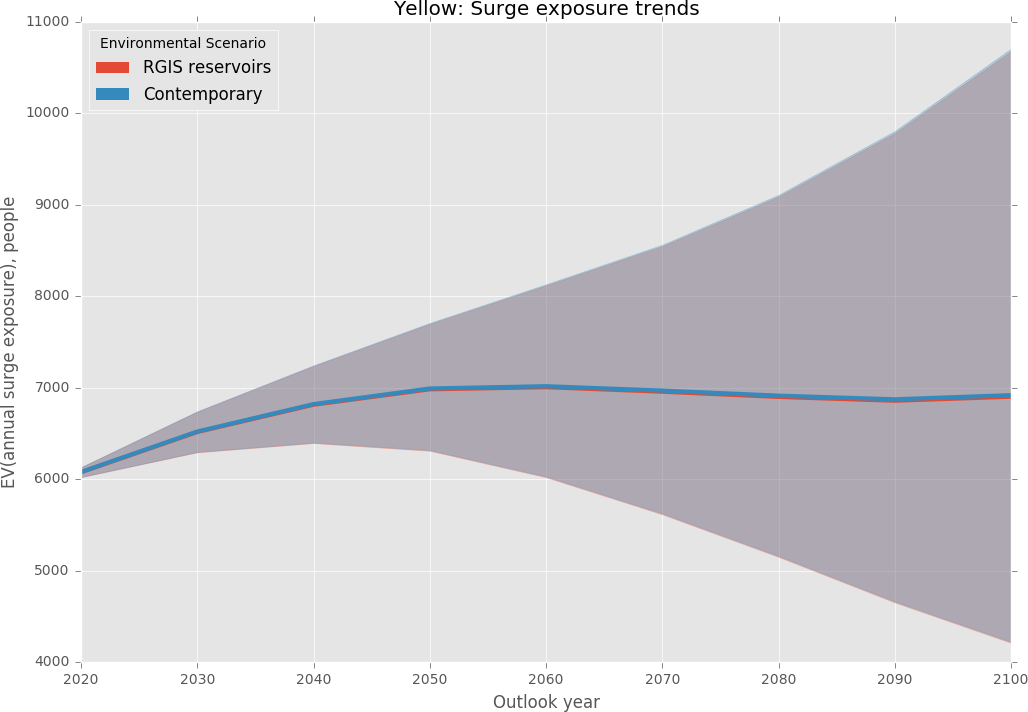 Yellow: Surge exposure trends
11000
10000
9000
8000
7000
6000
5000
4000
EV(annual surge exposure), people
Environmental Scenario
RGIS reservoirs
Contemporary
2020 2030 2040 2050 2060 2070 2080 2090 2100
Outlook year